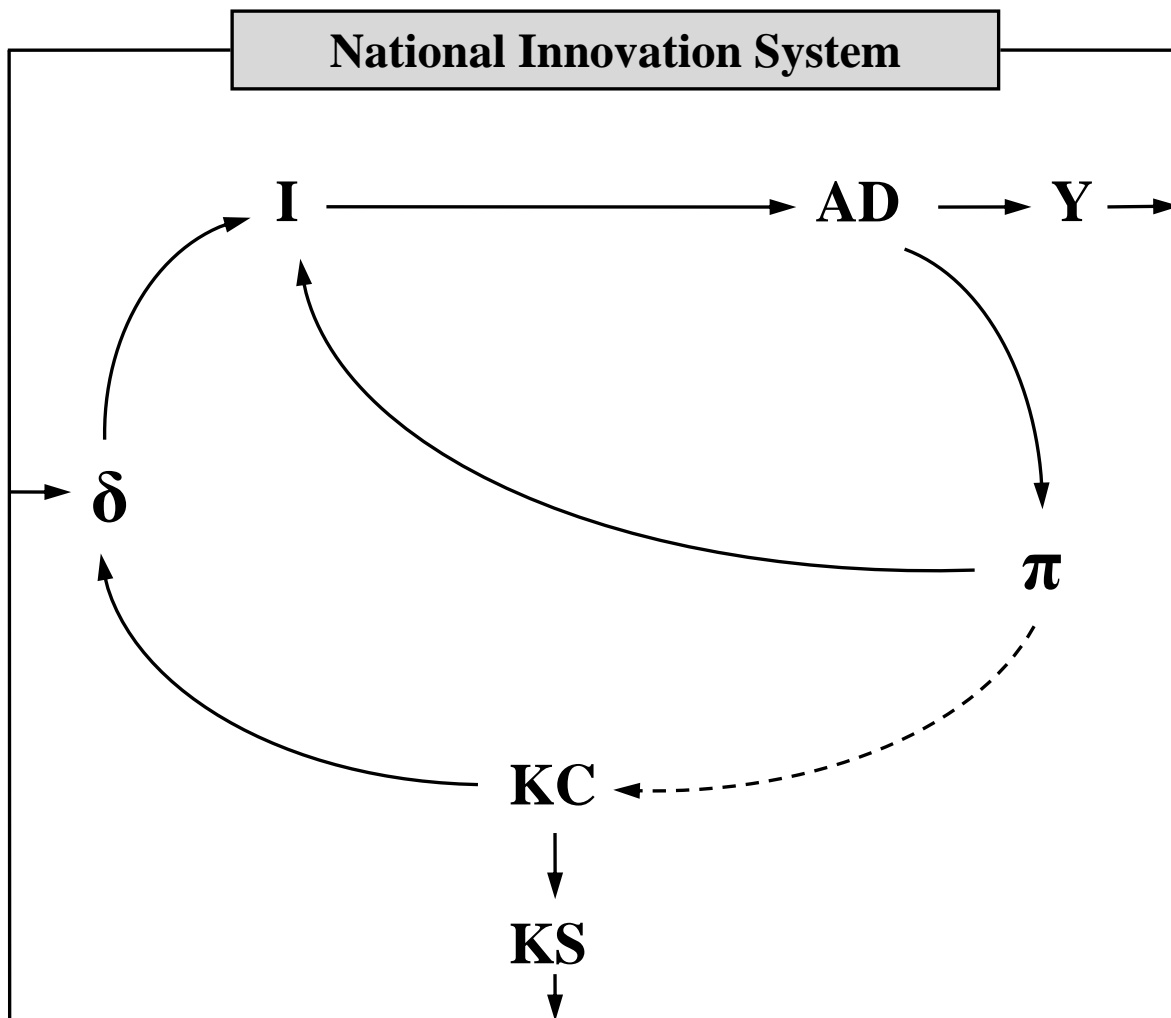 National Innovation System
I AD Y
δ
π
KC
KS